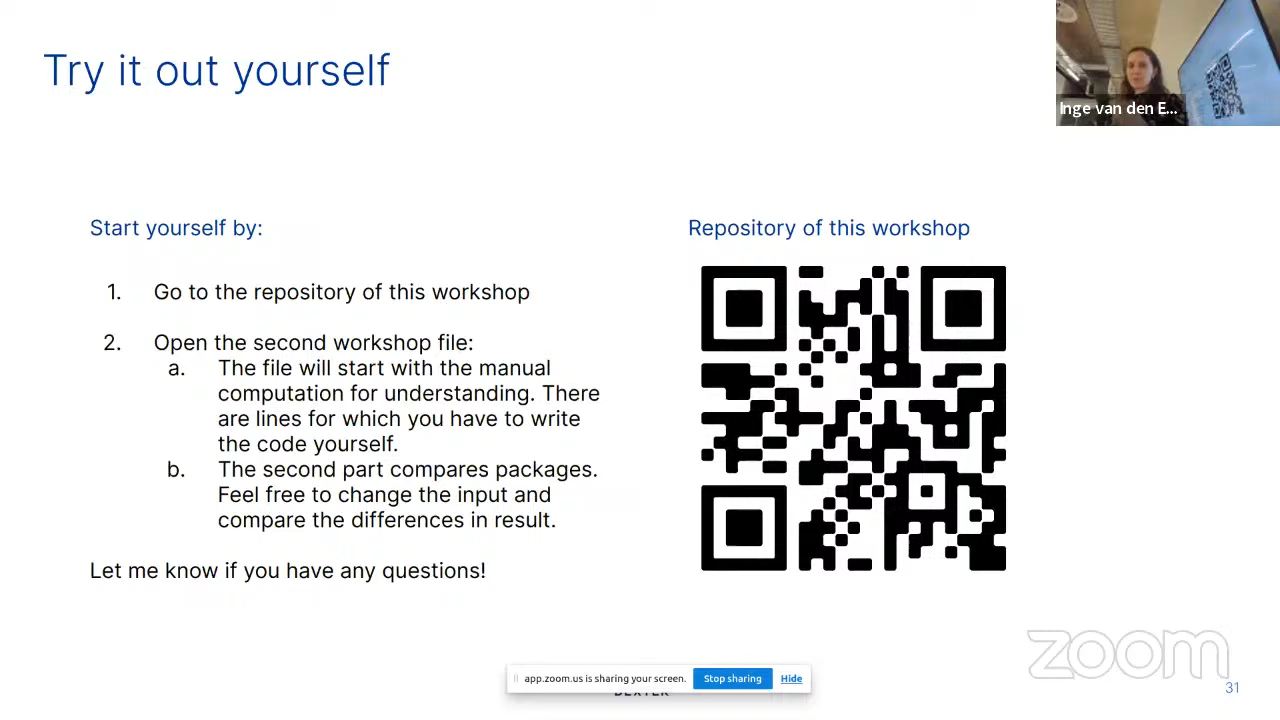 Try it out yourself
Inge van den E...
Start yourself by:
1. Go to the repository of this workshop
2. Open the second workshop file:
a. The file will start with the manual
computation for understanding. There
are lines for which you have to write
the code yourself.
b. The second part compares packages.
Feel free to change the input and
compare the differences in result.
Let me know if you have any questions!
Repository of this workshop
zoom
app.zoom.us is sharing your screen. Stop sharing Hide
DEXTER
31